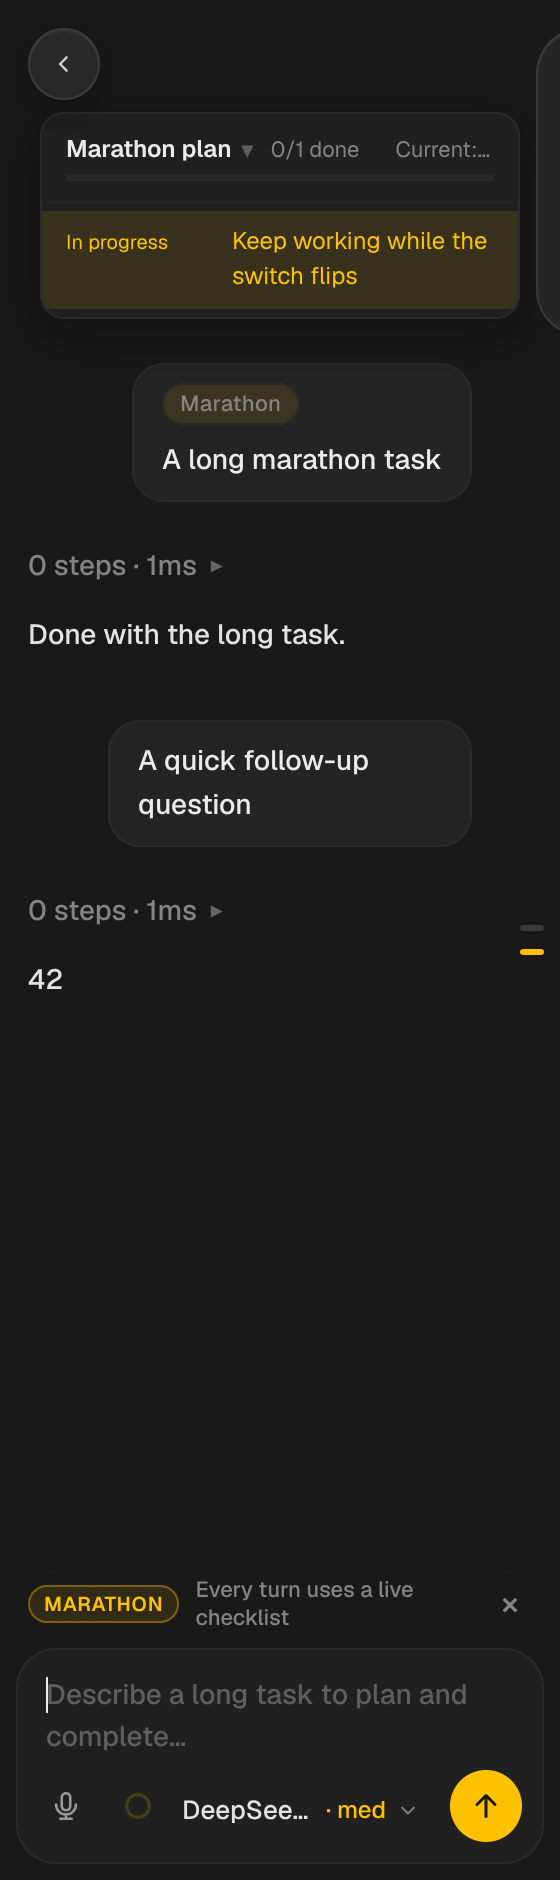 Marathon plan ▼ 0/1 done Current:...
In progress
Keep working while the
switch flips
Marathon
A long marathon task
0 steps · 1ms ▸
Done with the long task.
A quick follow-up
question
0 steps · 1ms ▸
42
MARATHON
Every turn uses a live
checklist
×
Describe a long task to plan and
complete...
DeepSee... · med